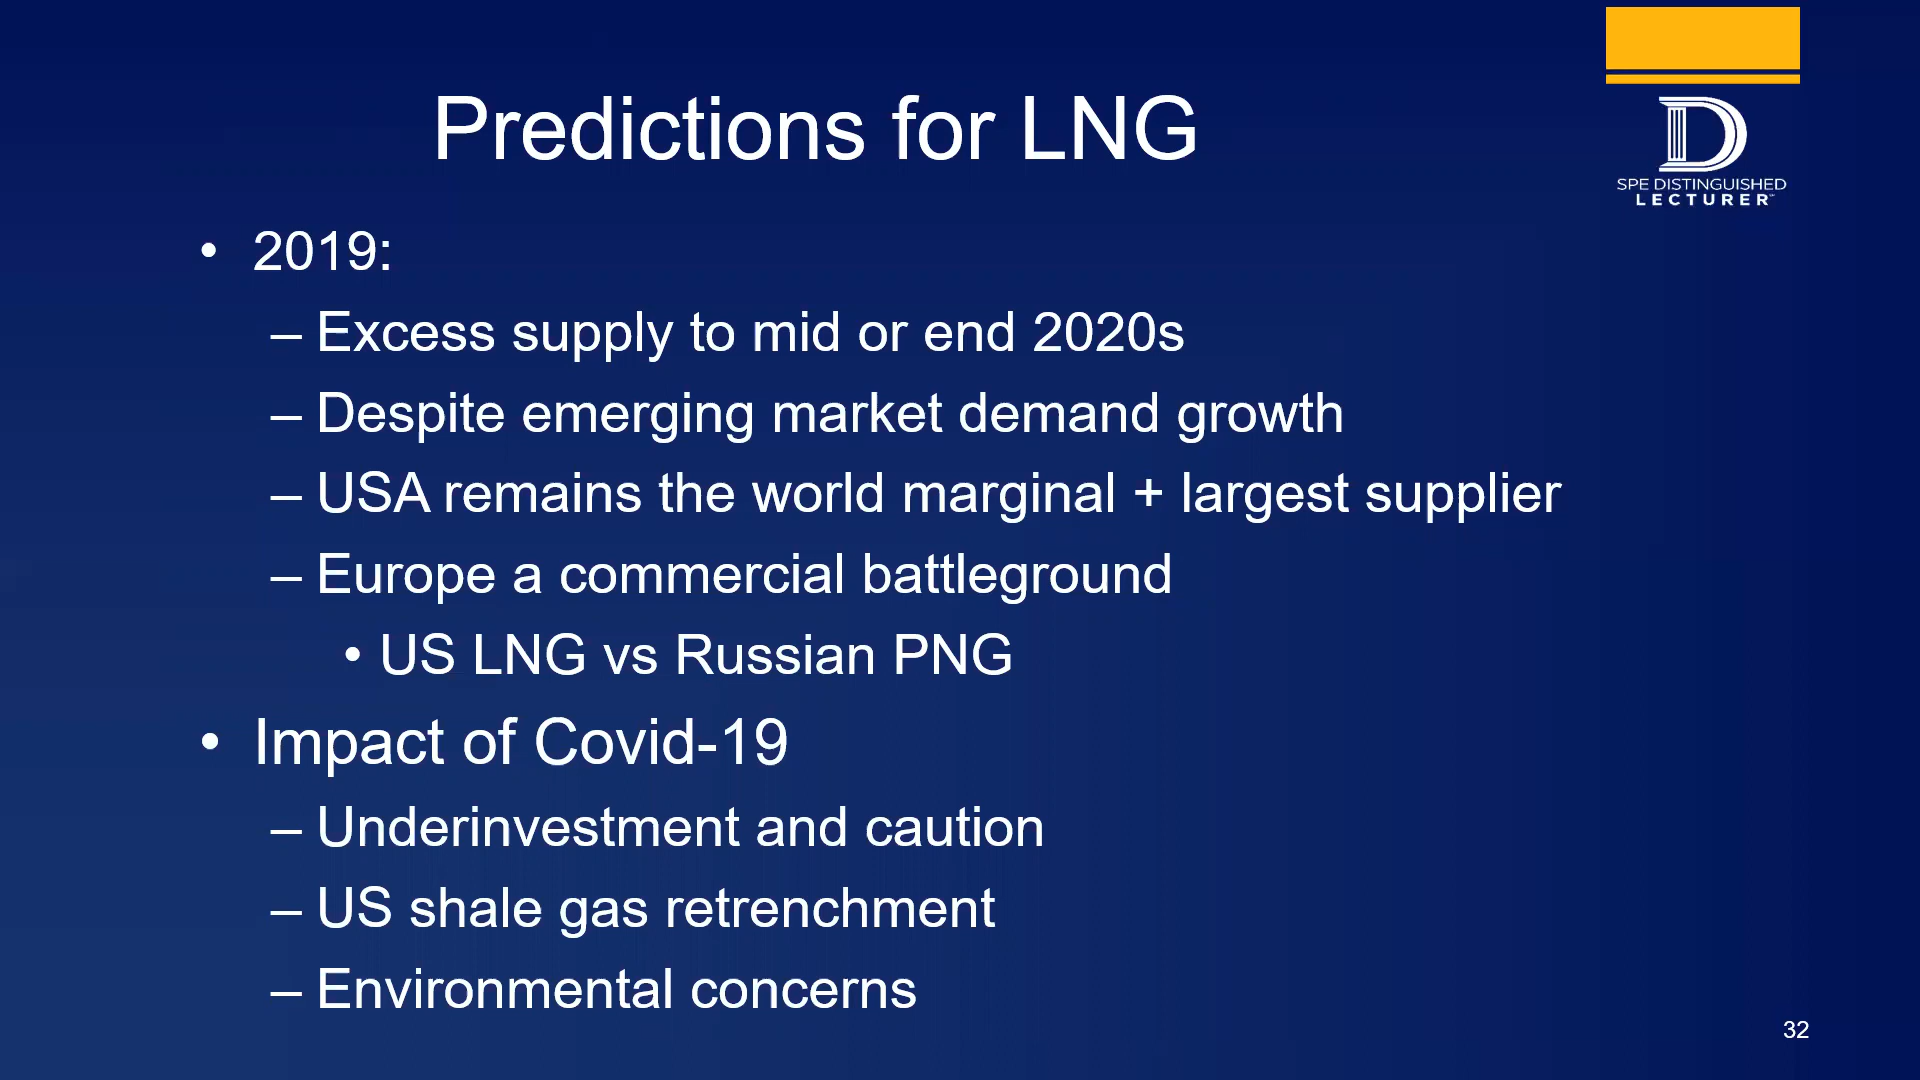 Predictions for LNG
SPE DISTINGUISHED
LECTURER™
• 2019:
– Excess supply to mid or end 2020s
– Despite emerging market demand growth
– USA remains the world marginal + largest supplier
– Europe a commercial battleground
• US LNG vs Russian PNG
• Impact of Covid-19
– Underinvestment and caution
– US shale gas retrenchment
– Environmental concerns
32